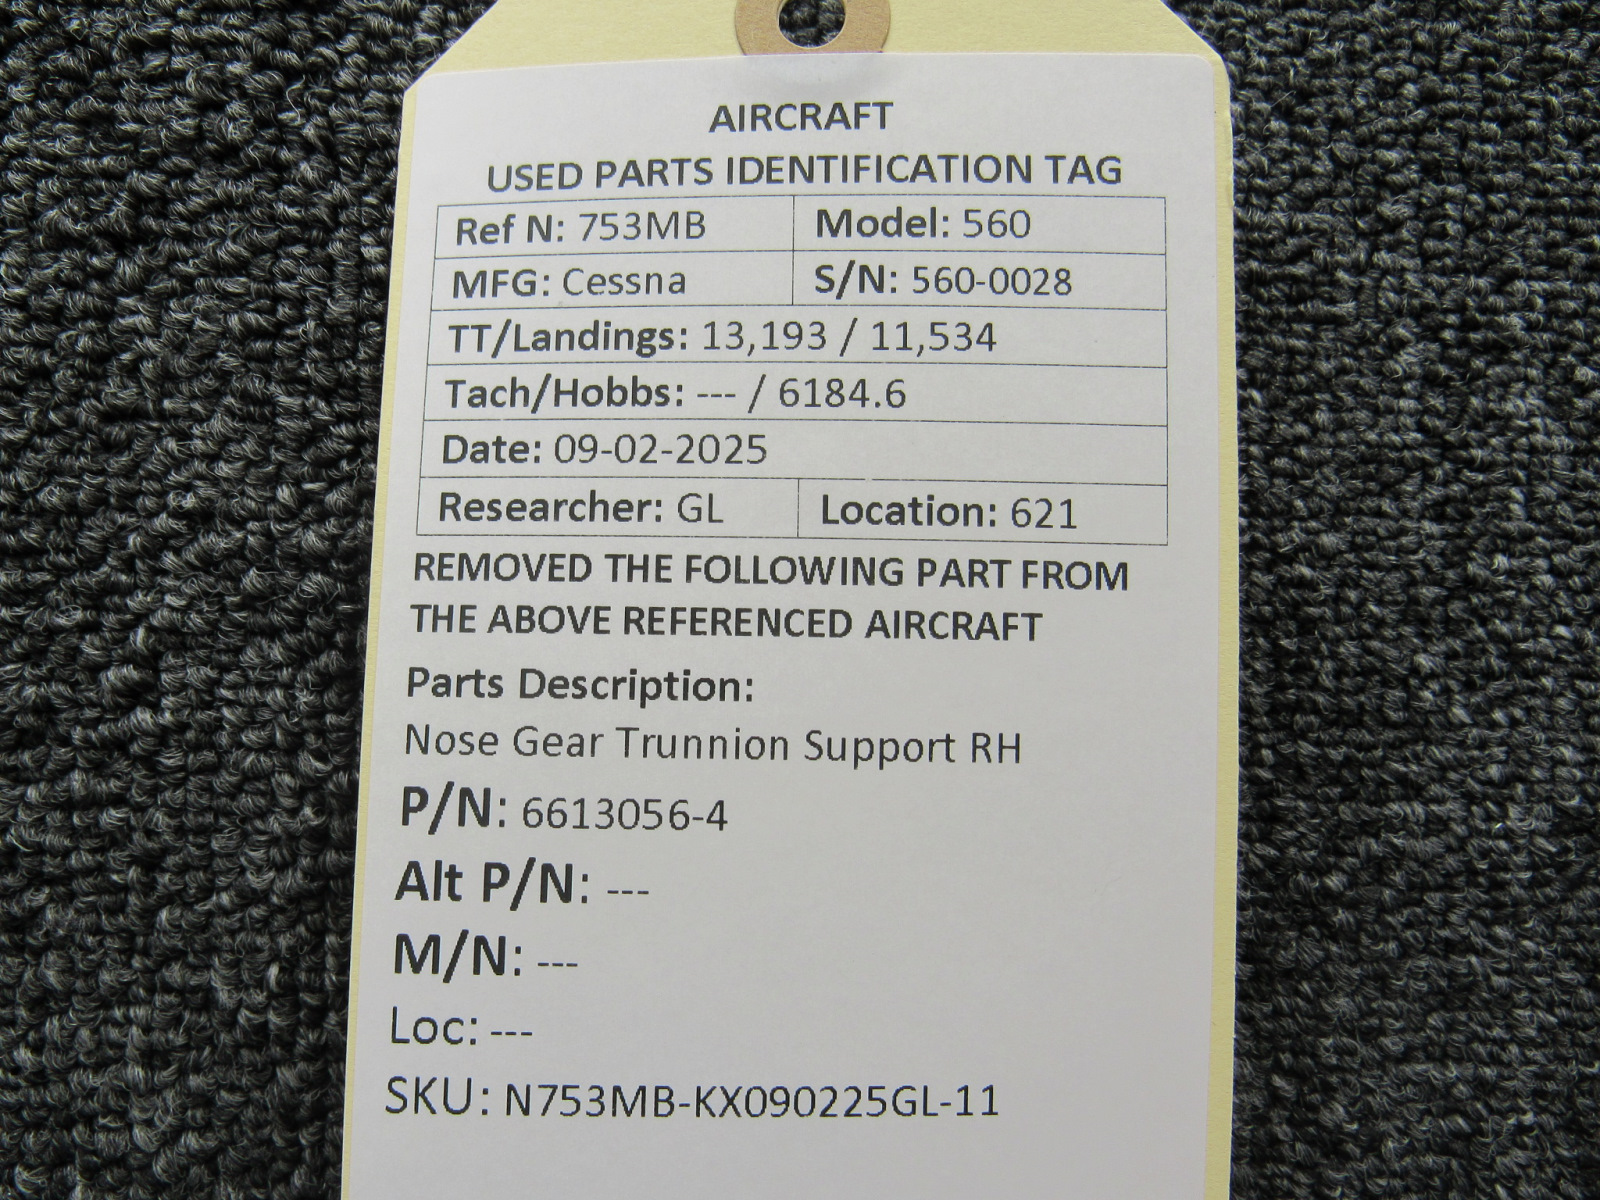 AIRCRAFT
USED PARTS IDENTIFICATION TAG
Ref N: 753MB Model: 560
MFG: Cessna S/N: 560-0028
TT/Landings: 13,193 / 11,534
Tach/Hobbs: --- / 6184.6
Date: 09-02-2025
Researcher: GL Location: 621
REMOVED THE FOLLOWING PART FROM
THE ABOVE REFERENCED AIRCRAFT
Parts Description:
Nose Gear Trunnion Support RH
P/N: 6613056-4
Alt P/N: ---
M/N: ---
Loc: ---
SKU: N753MB-KX090225GL-11